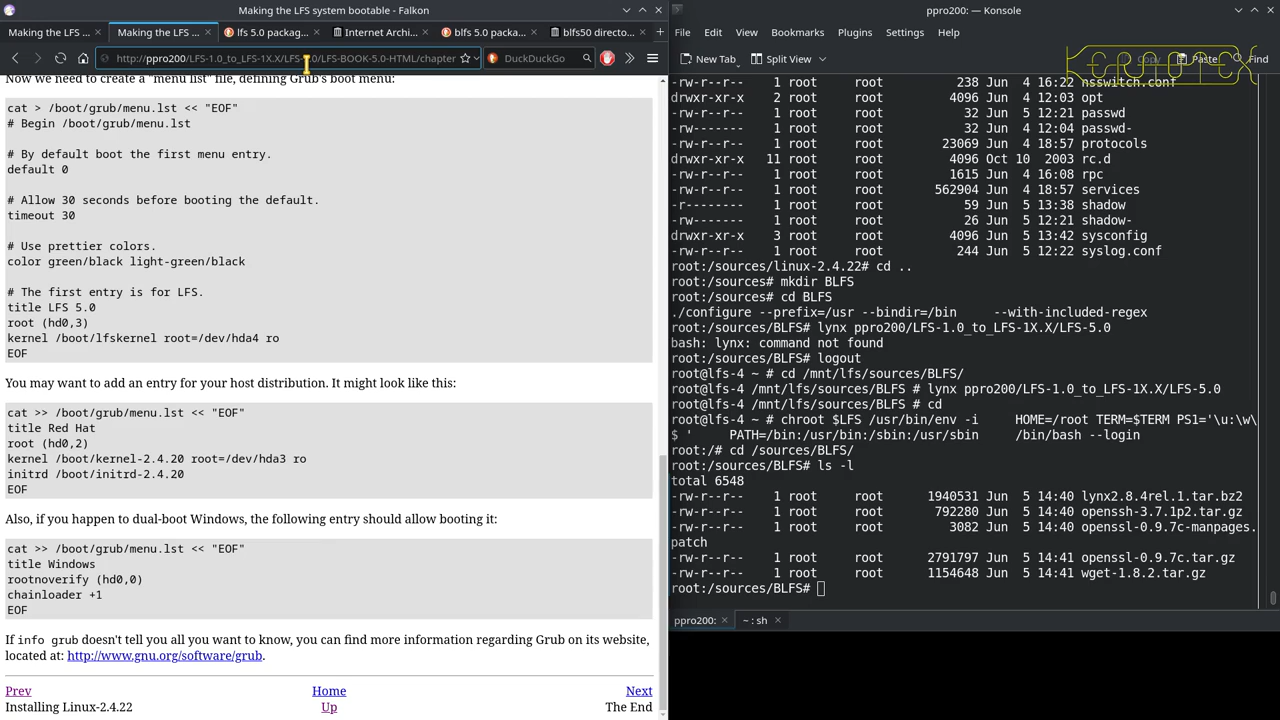 Making the LFS system bootable - Falkon
Making the LFS ...
Making the LFS ...
lfs 5.0 packag...
Internet Archi...
blfs 5.0 packa...
blfs50 directo...
http://ppro200/LFS-1.0_to_LFS-1X.X/LFS-5.0/LFS-BOOK-5.0-HTML/chapter
DuckDuckGo
Now we need to create a "menu list" file, defining Grub's boot menu:
cat > /boot/grub/menu.lst << "EOF"
# Begin /boot/grub/menu.lst
# By default boot the first menu entry.
default 0
# Allow 30 seconds before booting the default.
timeout 30
# Use prettier colors.
color green/black light-green/black
# The first entry is for LFS.
title LFS 5.0
root (hd0,3)
kernel /boot/lfskernel root=/dev/hda4 ro
EOF
You may want to add an entry for your host distribution. It might look like this:
cat >> /boot/grub/menu.lst << "EOF"
title Red Hat
root (hd0,2)
kernel /boot/kernel-2.4.20 root=/dev/hda3 ro
initrd /boot/initrd-2.4.20
EOF
Also, if you happen to dual-boot Windows, the following entry should allow booting it:
cat >> /boot/grub/menu.lst << "EOF"
title Windows
rootnoverify (hd0,0)
chainloader +1
EOF
If info grub doesn't tell you all you want to know, you can find more information regarding Grub on its website,
located at: http://www.gnu.org/software/grub.
Prev Home Next
Installing Linux-2.4.22 Up The End
ppro200: — Konsole
File Edit View Bookmarks Plugins Settings Help
New Tab Split View Copy Paste Find
-rw-r--r-- 1 root root 238 Jun 4 16:22 nsswitch.conf
drwxr-xr-x 2 root root 4096 Jun 4 12:03 opt
-rw-r--r-- 1 root root 32 Jun 5 12:21 passwd
-rw------- 1 root root 32 Jun 4 12:04 passwd-
-rw-r--r-- 1 root root 23069 Jun 4 18:57 protocols
drwxr-xr-x 11 root root 4096 Oct 10 2003 rc.d
-rw-r--r-- 1 root root 1615 Jun 4 16:08 rpc
-rw-r--r-- 1 root root 562904 Jun 4 18:57 services
-r-------- 1 root root 59 Jun 5 13:38 shadow
-rw------- 1 root root 26 Jun 5 12:21 shadow-
drwxr-xr-x 3 root root 4096 Jun 5 13:42 sysconfig
-rw-r--r-- 1 root root 244 Jun 5 12:22 syslog.conf
root:/sources/linux-2.4.22# cd ..
root:/sources# mkdir BLFS
root:/sources# cd BLFS
./configure --prefix=/usr --bindir=/bin --with-included-regex
root:/sources/BLFS# lynx ppro200/LFS-1.0_to_LFS-1X.X/LFS-5.0
bash: lynx: command not found
root:/sources/BLFS# logout
root@lfs-4 ~ # cd /mnt/lfs/sources/BLFS/
root@lfs-4 /mnt/lfs/sources/BLFS # lynx ppro200/LFS-1.0_to_LFS-1X.X/LFS-5.0
root@lfs-4 /mnt/lfs/sources/BLFS # cd
root@lfs-4 ~ # chroot $LFS /usr/bin/env -i HOME=/root TERM=$TERM PS1='\u:\w\
$ ' PATH=/bin:/usr/bin:/sbin:/usr/sbin /bin/bash --login
root:/# cd /sources/BLFS/
root:/sources/BLFS# ls -l
total 6548
-rw-r--r-- 1 root root 1940531 Jun 5 14:40 lynx2.8.4rel.1.tar.bz2
-rw-r--r-- 1 root root 792280 Jun 5 14:40 openssh-3.7.1p2.tar.gz
-rw-r--r-- 1 root root 3082 Jun 5 14:40 openssl-0.9.7c-manpages.
patch
-rw-r--r-- 1 root root 2791797 Jun 5 14:41 openssl-0.9.7c.tar.gz
-rw-r--r-- 1 root root 1154648 Jun 5 14:41 wget-1.8.2.tar.gz
root:/sources/BLFS#
ppro200: ~ : sh